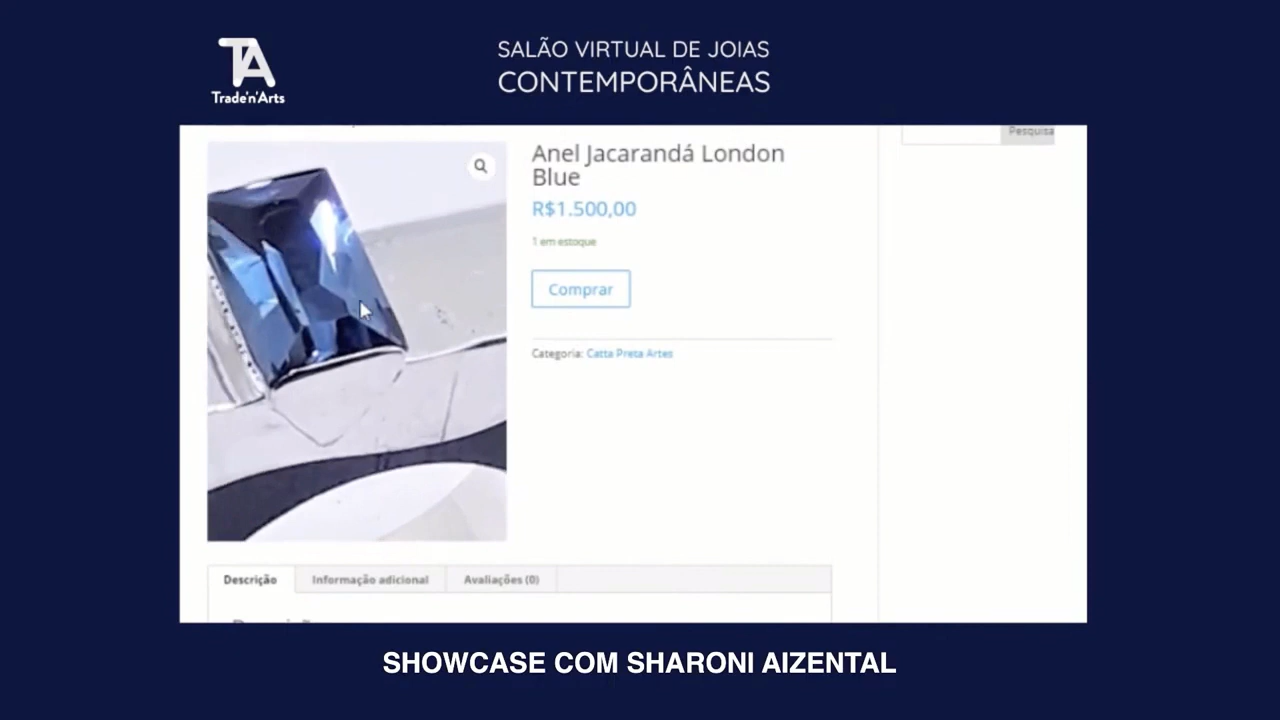 TA
Trade'n'Arts
SALÃO VIRTUAL DE JOIAS
CONTEMPORÂNEAS
Pesquisa
Anel Jacarandá London
Blue
R$1.500,00
1 em estoque
Comprar
Categoria: Catta Preta Artes
Descrição
Informação adicional
Avaliações (0)
SHOWCASE COM SHARONI AIZENTAL